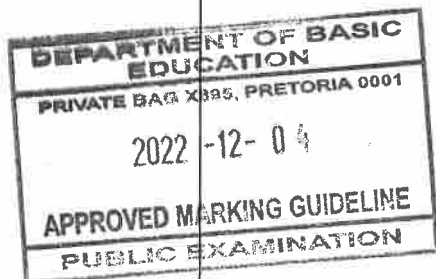 DEPARTMENT OF BASIC
EDUCATION
PRIVATE BAG X895, PRETORIA 0001
2022 -12- 04
APPROVED MARKING GUIDELINE
PUBLIC EXAMINATION